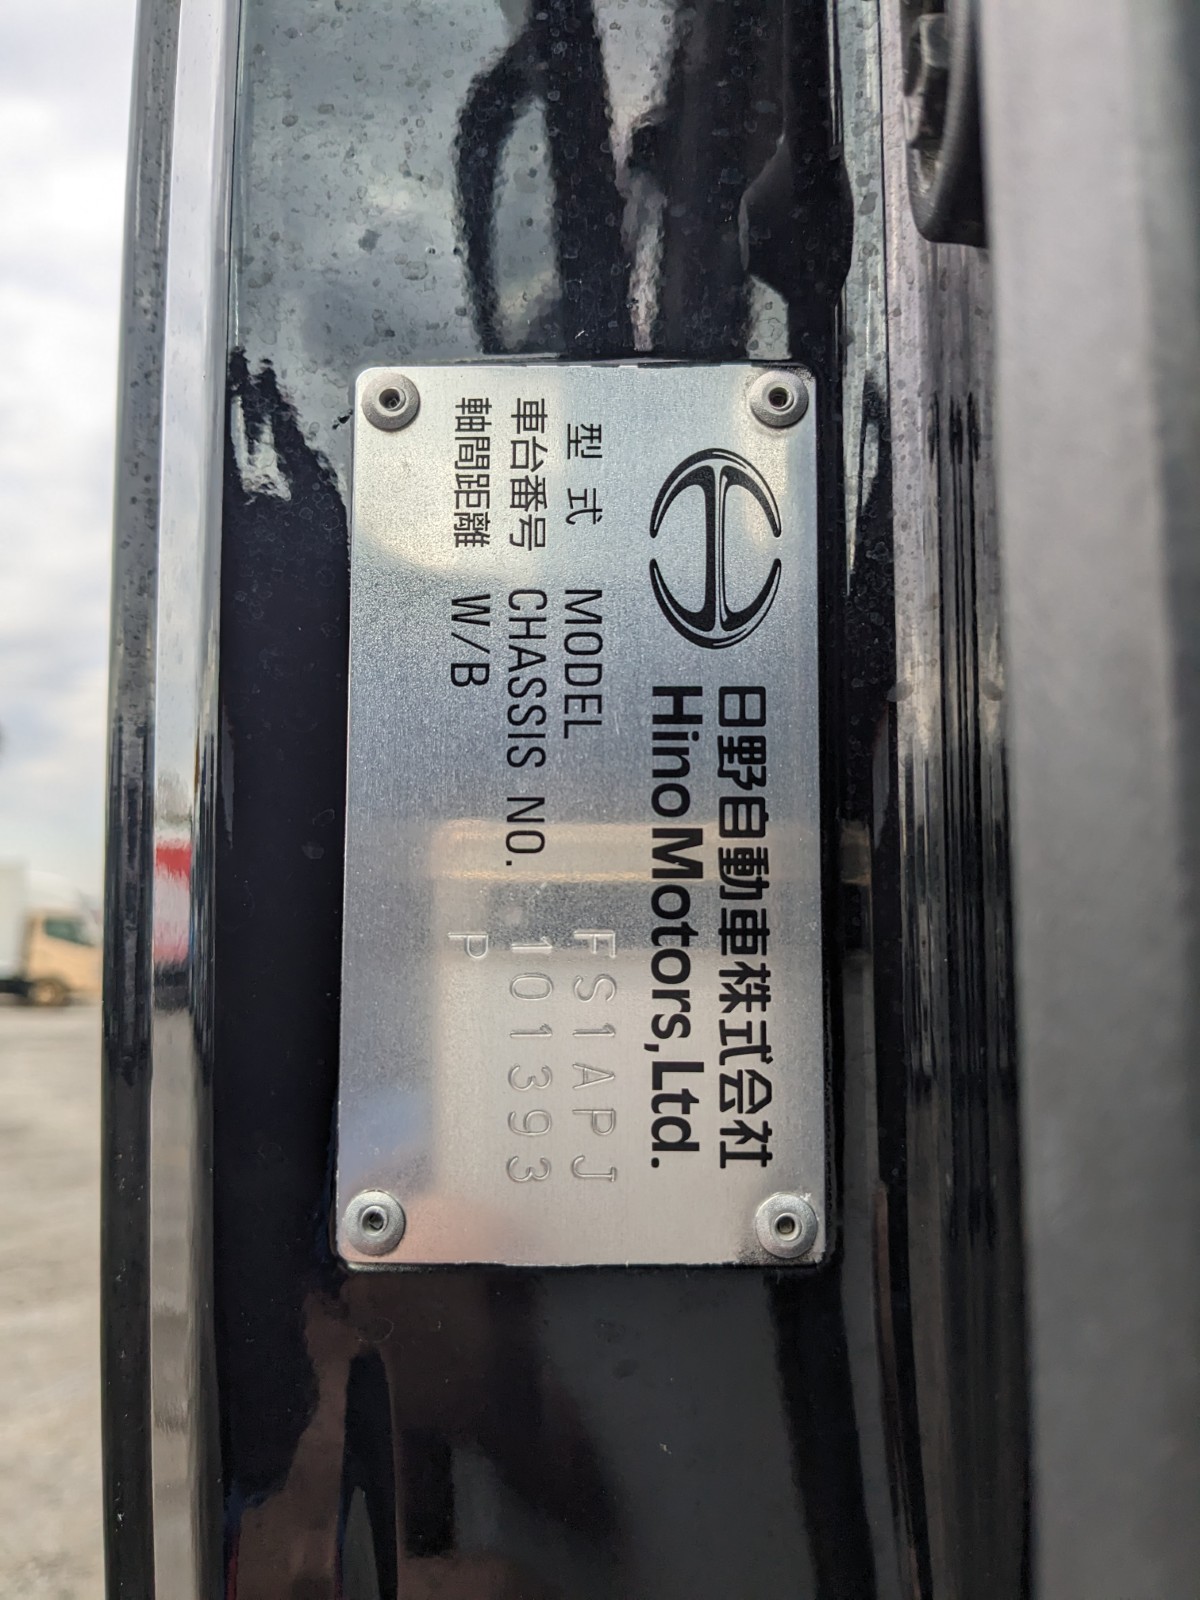 日野自動車株式会社
Hino Motors, Ltd.
型式 MODEL FS1APJ
車台番号 CHASSIS NO. 101393
軸間距離 W/B P